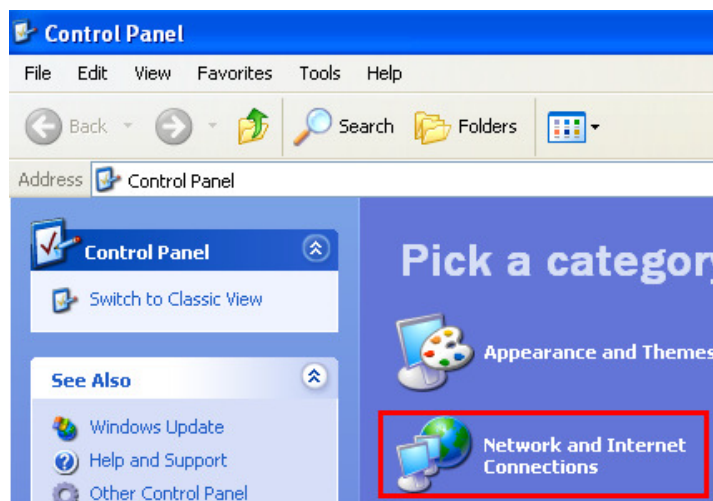 Control Panel
File Edit View Favorites Tools Help
Back Search Folders
Address Control Panel
Control Panel
Switch to Classic View
See Also
Windows Update
Help and Support
Other Control Panel
Pick a category
Appearance and Themes
Network and Internet
Connections